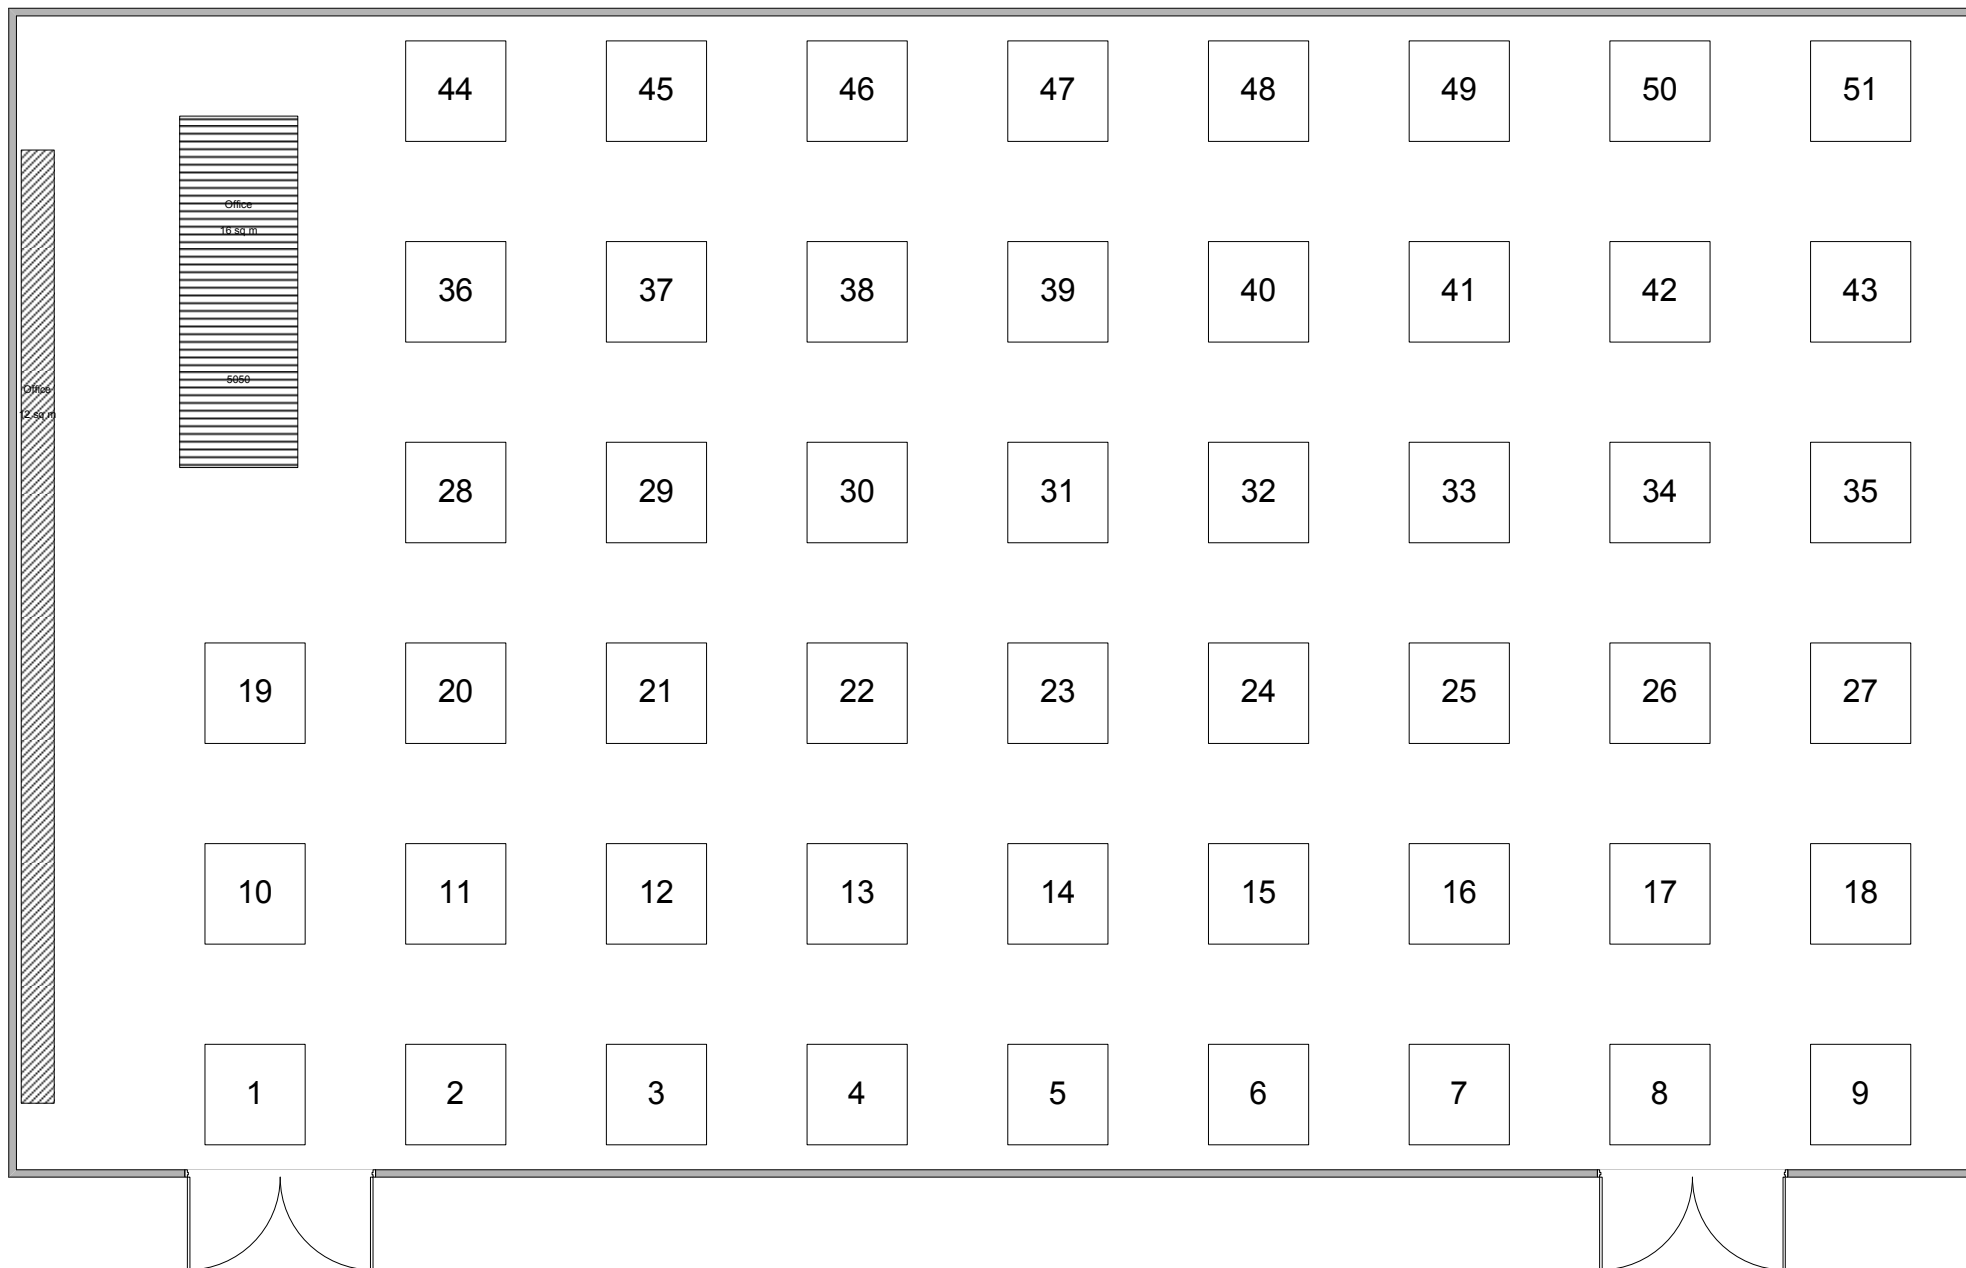 44 45 46 47 48 49 50 51
Office
16 sq m
36 37 38 39 40 41 42 43
5050
Office
12 sq m
28 29 30 31 32 33 34 35
19 20 21 22 23 24 25 26 27
10 11 12 13 14 15 16 17 18
1 2 3 4 5 6 7 8 9